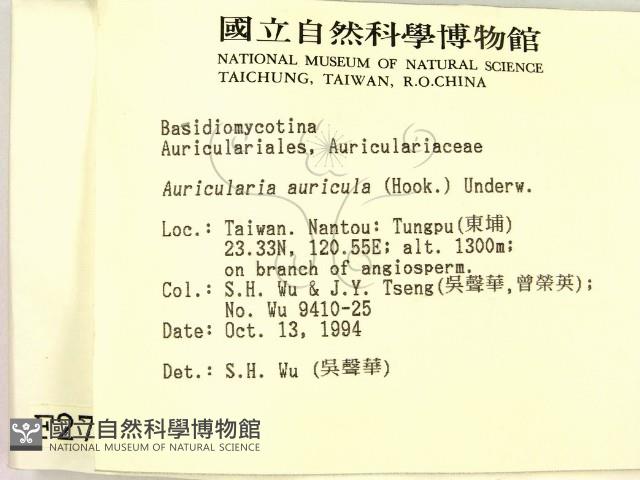 國立自然科學博物館
NATIONAL MUSEUM OF NATURAL SCIENCE
TAICHUNG, TAIWAN, R.O.CHINA
Basidiomycotina
Auriculariales, Auriculariaceae
Auricularia auricula (Hook.) Underw.
Loc.: Taiwan. Nantou: Tungpu(東埔)
23.33N, 120.55E; alt. 1300m;
on branch of angiosperm.
Col.: S.H. Wu & J.Y. Tseng(吳聲華,曾榮英);
No. Wu 9410-25
Date: Oct. 13, 1994
Det.: S.H. Wu (吳聲華)
國立自然科學博物館
NATIONAL MUSEUM OF NATURAL SCIENCE